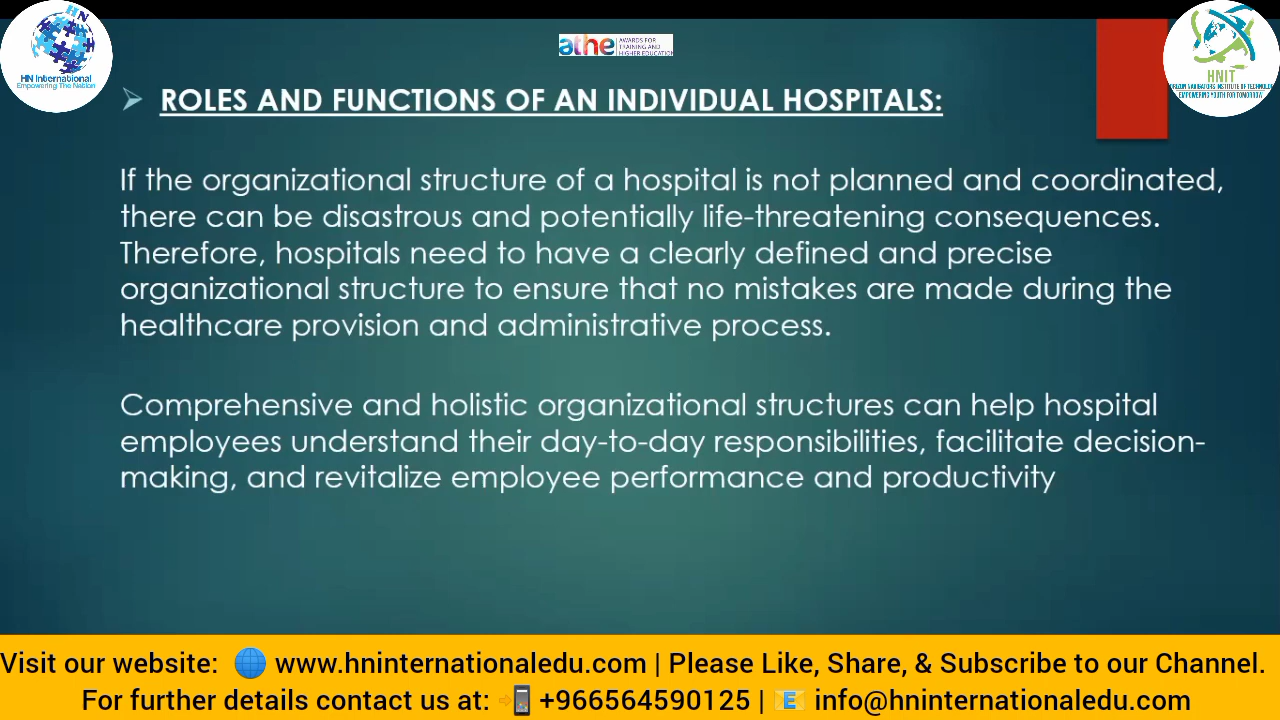 HN
HN International
Empowering The Nation
athe AWARDS FOR
TRAINING AND
HIGHER EDUCATION
HNIT
EMPOWERING YOUTH FOR TOMORROW
ROLES AND FUNCTIONS OF AN INDIVIDUAL HOSPITALS:
If the organizational structure of a hospital is not planned and coordinated,
there can be disastrous and potentially life-threatening consequences.
Therefore, hospitals need to have a clearly defined and precise
organizational structure to ensure that no mistakes are made during the
healthcare provision and administrative process.
Comprehensive and holistic organizational structures can help hospital
employees understand their day-to-day responsibilities, facilitate decision-
making, and revitalize employee performance and productivity
Visit our website: 🌐 www.hninternationaledu.com | Please Like, Share, & Subscribe to our Channel.
For further details contact us at: 📲 +966564590125 | 📧 info@hninternationaledu.com